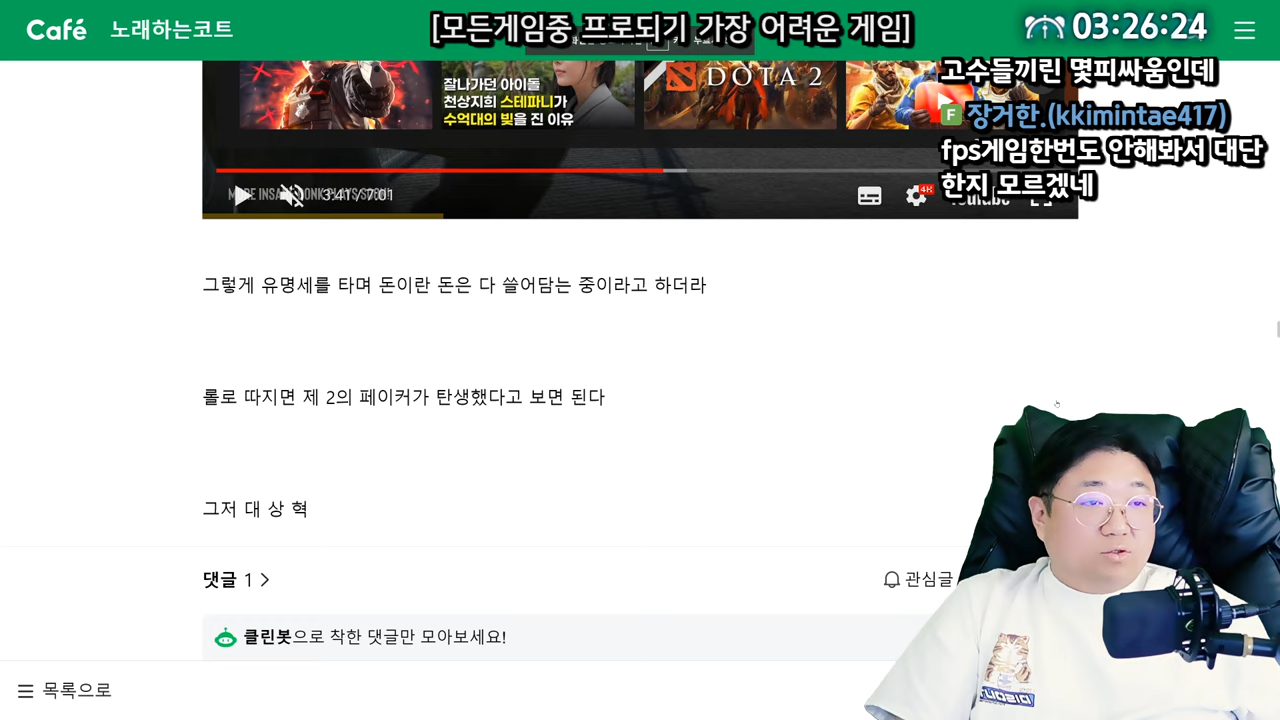 Café 노래하는코트
[모든게임중 프로되기 가장 어려운 게임]
03:26:24
고수들끼린 몇피싸움인데
F 장거한.(kkimintae417)
fps게임한번도 안해봐서 대단
한지 모르겠네
잘나가던 아이돌
천상지희 스테파니가
수억대의 빚을 진 이유
DOTA 2
3:41 / 7:01
4K
YouTube
그렇게 유명세를 타며 돈이란 돈은 다 쓸어담는 중이라고 하더라
롤로 따지면 제 2의 페이커가 탄생했다고 보면 된다
그저 대 상 혁
댓글 1
관심글
클린봇으로 착한 댓글만 모아보세요!
목록으로